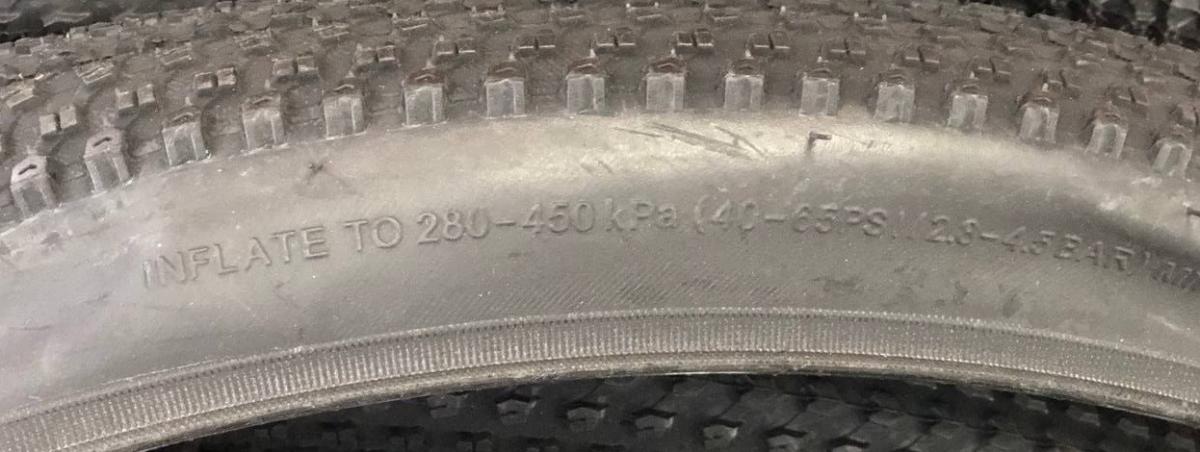 INFLATE TO 280-450 kPa (40-65PSI)(2.8-4.5BAR)